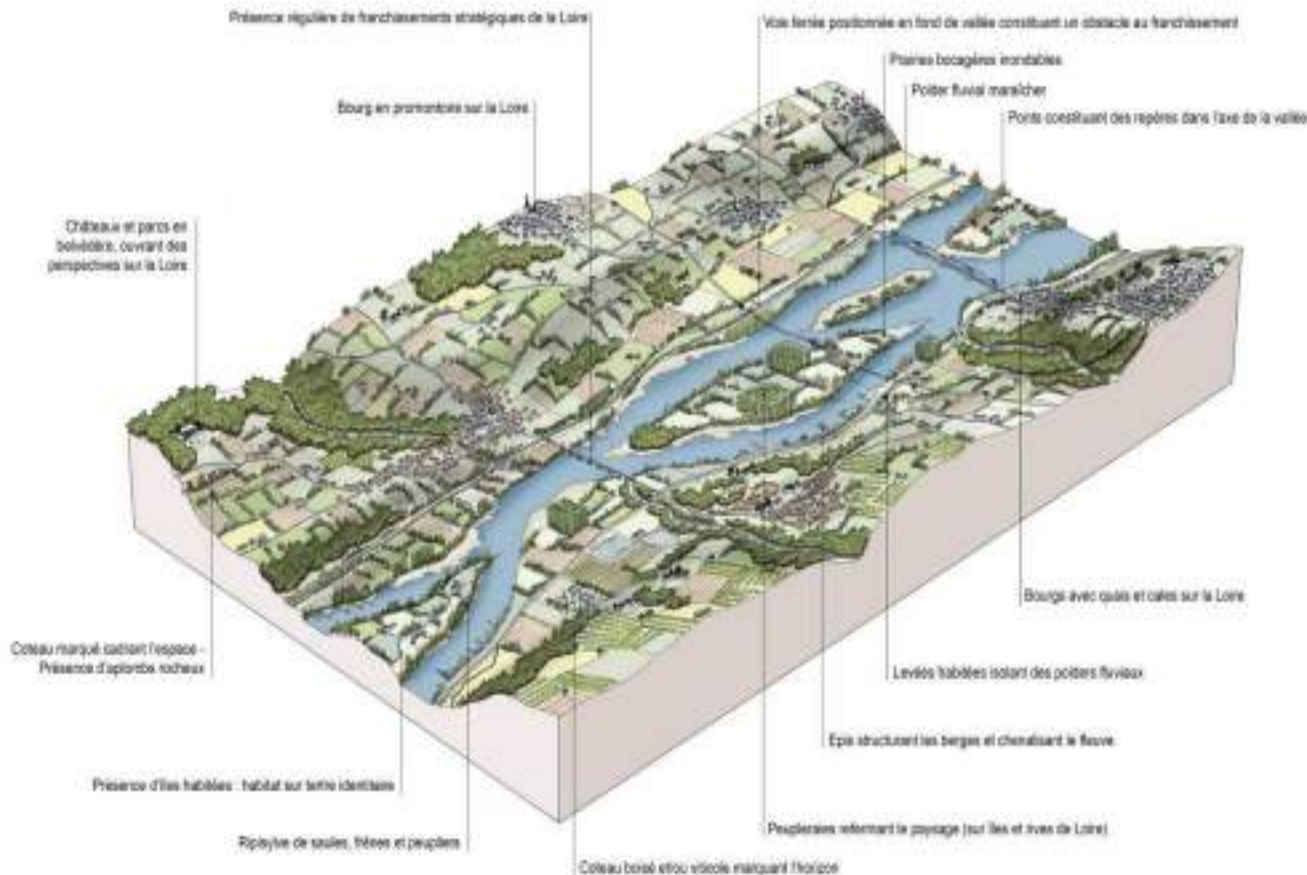 Présence régulière de franchissements stratégiques de la Loire
Voie ferrée positionnée en fond de vallée constituant un obstacle au franchissement
Prairies bocagères inondables
Polder fluvial maraîcher
Bourg en promontoire sur la Loire
Ponts constituant des repères dans l'axe de la vallée
Châteaux et parcs en
belvédère, ouvrant des
perspectives sur la Loire
Bourgs avec quais et cales sur la Loire
Coteau marqué cadrant l'espace -
Présence d'aplombs rocheux
Levées habitées isolant des polders fluviaux
Epis structurant les berges et chenalisant le fleuve
Présence d'îles habitées : habitat sur tertre identitaire
Peupleraies refermant le paysage (sur îles et rives de Loire)
Ripisylve de saules, frênes et peupliers
Coteau boisé et/ou viticole marquant l'horizon